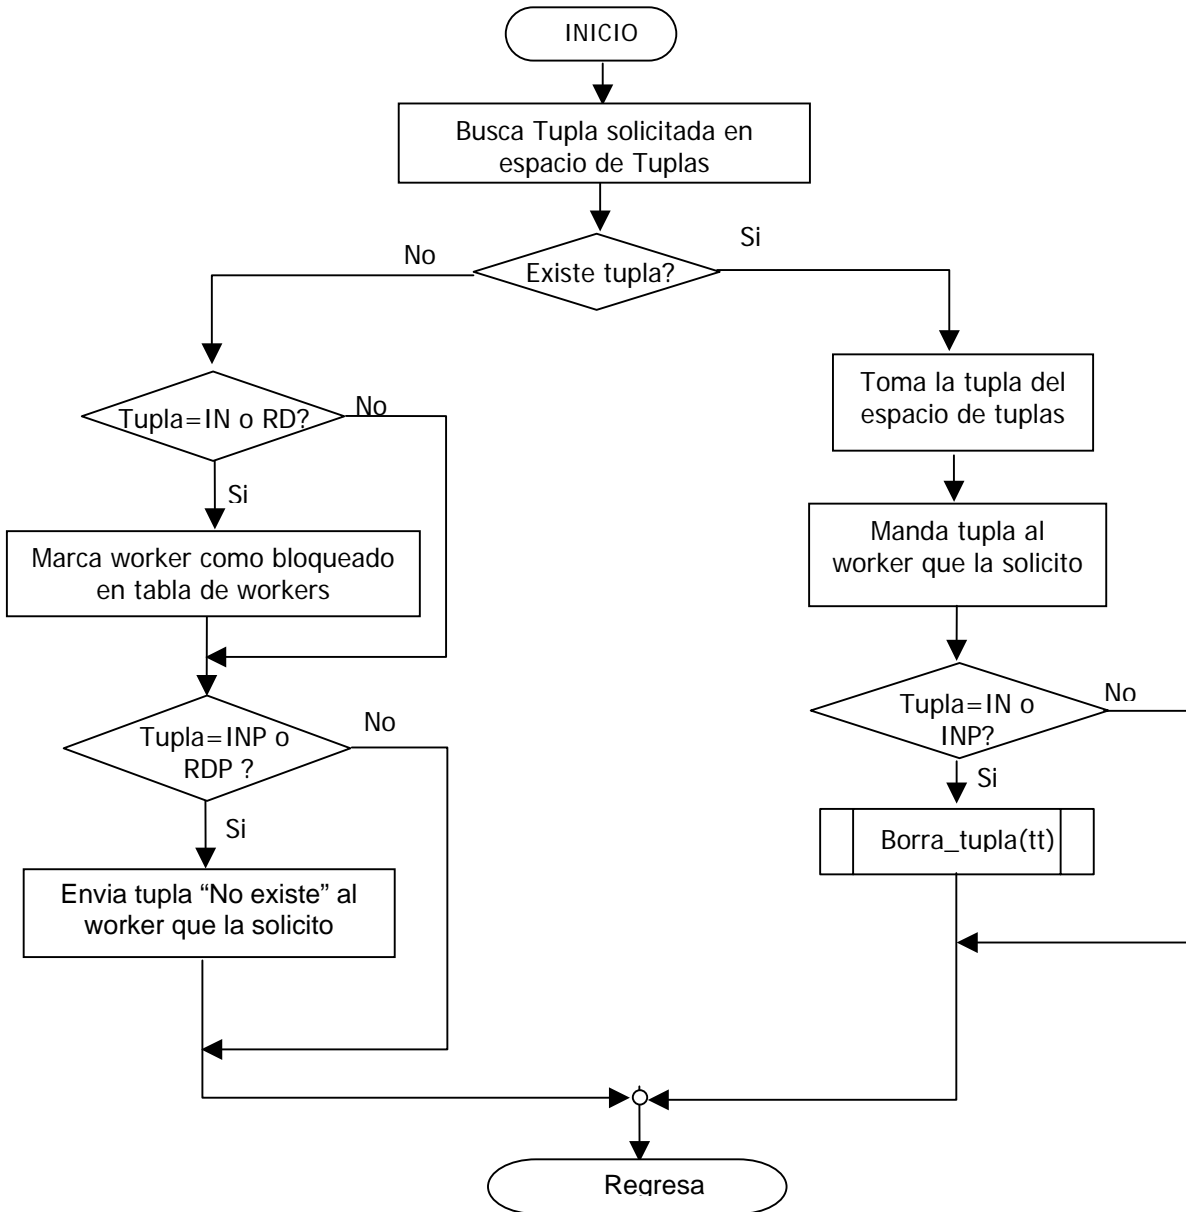 INICIO
Busca Tupla solicitada en
espacio de Tuplas
No
Si
Existe tupla?
Tupla=IN o RD?
No
Si
Marca worker como bloqueado
en tabla de workers
Tupla=INP o
RDP ?
No
Si
Envia tupla “No existe” al
worker que la solicito
Toma la tupla del
espacio de tuplas
Manda tupla al
worker que la solicito
Tupla=IN o
INP?
No
Si
Borra_tupla(tt)
Regresa